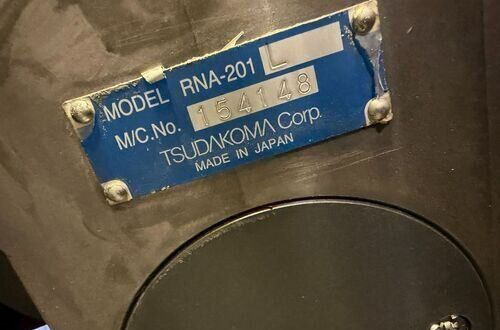 MODEL RNA-201 L
M/C.No. 154148
TSUDAKOMA Corp.
MADE IN JAPAN